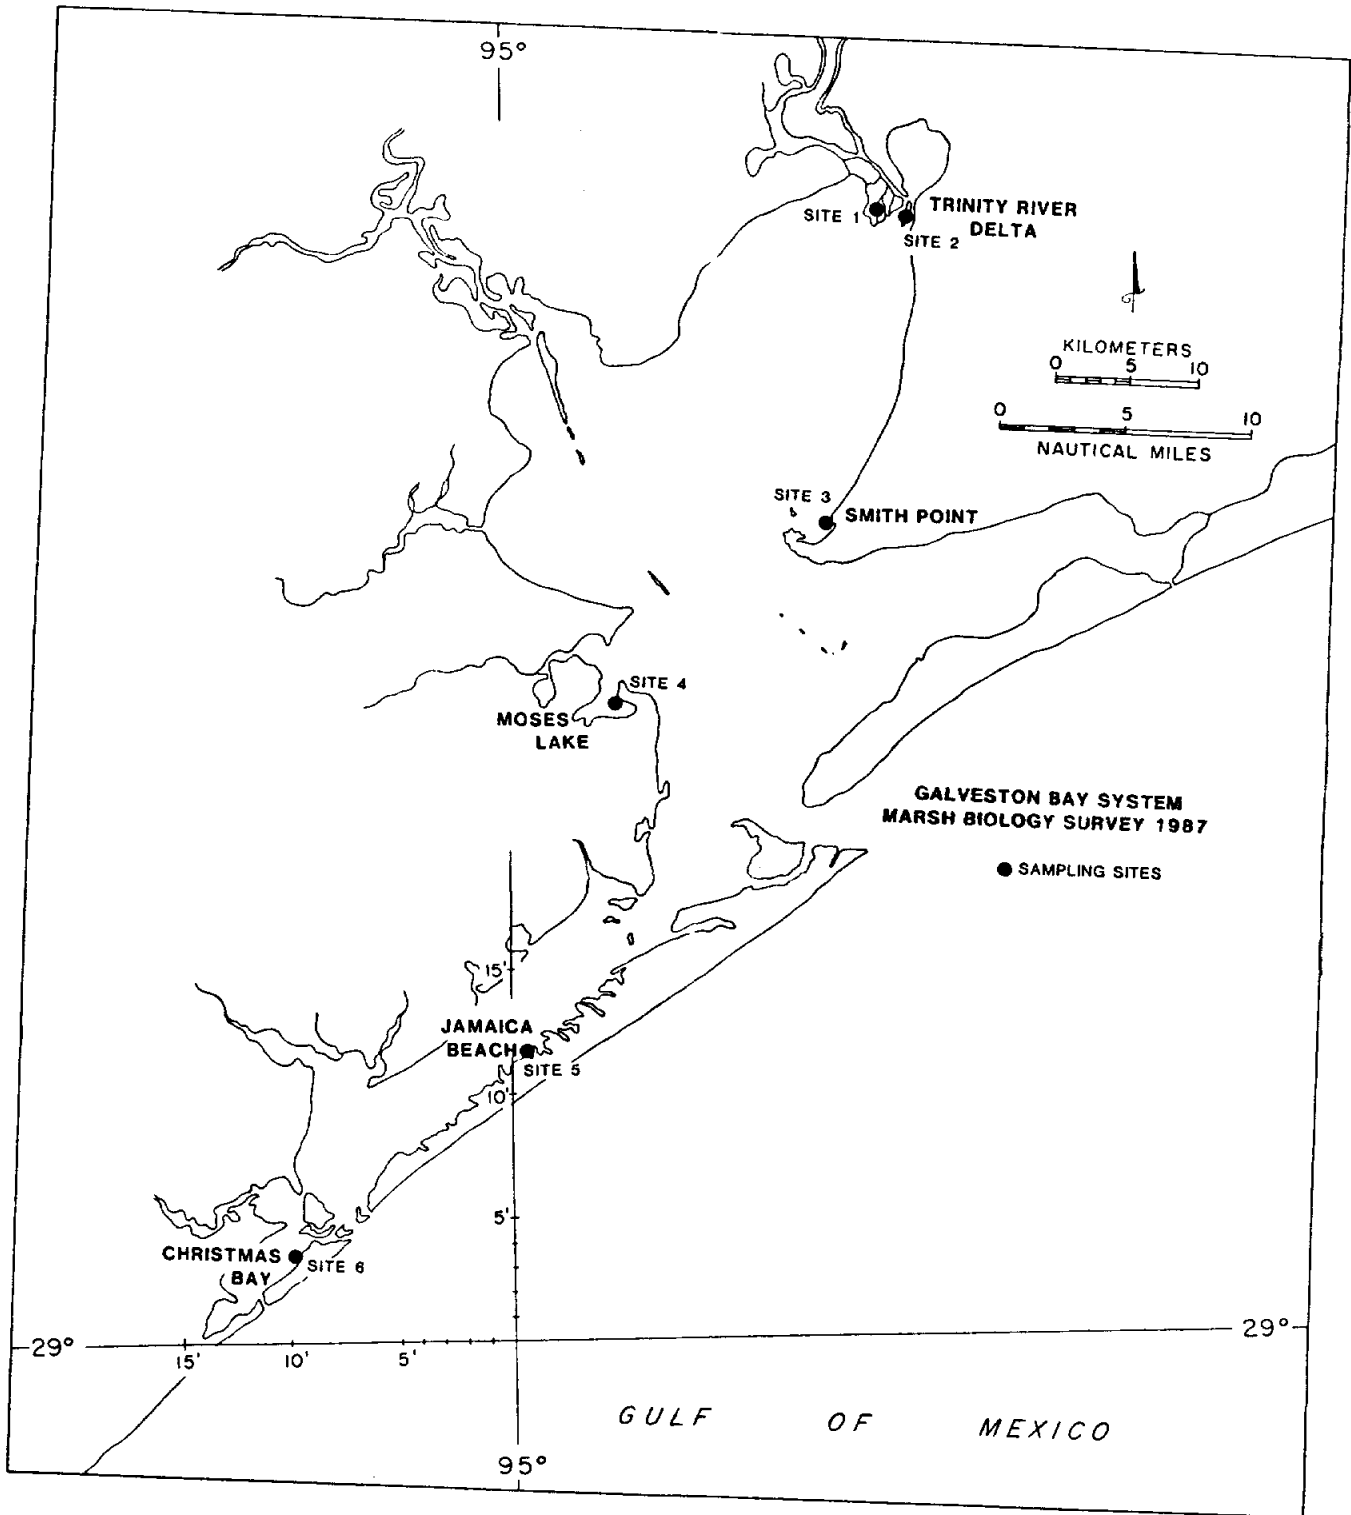 95°
TRINITY RIVER
DELTA
SITE 1
SITE 2
KILOMETERS
0 5 10
0 5 10
NAUTICAL MILES
SITE 3
SMITH POINT
SITE 4
MOSES
LAKE
GALVESTON BAY SYSTEM
MARSH BIOLOGY SURVEY 1987
SAMPLING SITES
15'
JAMAICA
BEACH
SITE 5
10'
5'
CHRISTMAS
BAY
SITE 6
29°
29°
15' 10' 5'
GULF OF MEXICO
95°